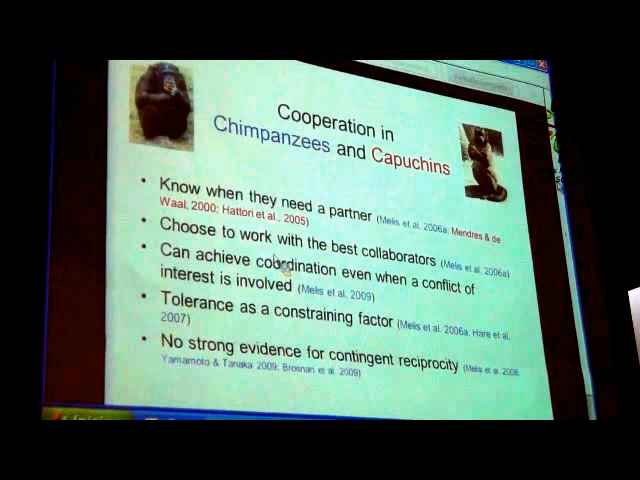 Cooperation in
Chimpanzees and Capuchins
• Know when they need a partner (Melis et al. 2006a; Mendres & de
Waal, 2000; Hattori et al., 2005)
• Choose to work with the best collaborators (Melis et al. 2006a)
• Can achieve coordination even when a conflict of
interest is involved (Melis et al. 2009)
• Tolerance as a constraining factor (Melis et al. 2006a, Hare et al.
2007)
• No strong evidence for contingent reciprocity (Melis et al. 2008,
Yamamoto & Tanaka 2009; Brosnan et al. 2009)